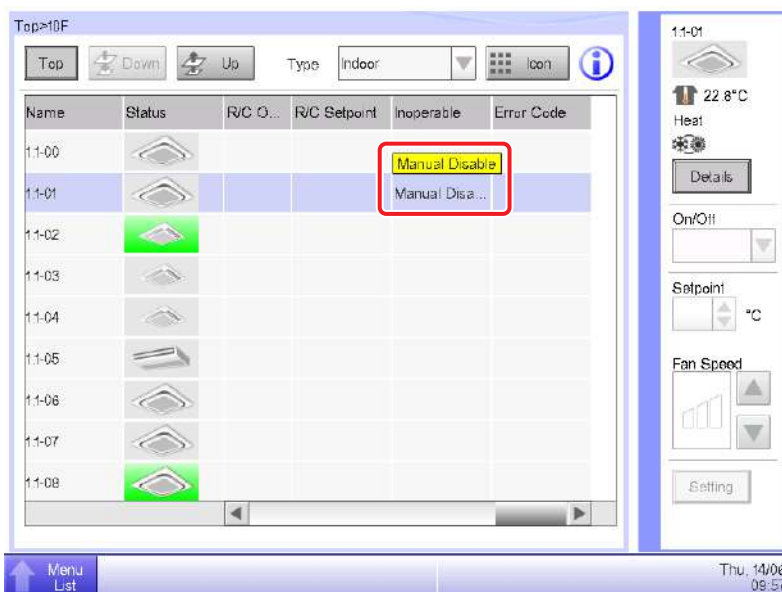 Top>10F
Top Down Up Type Indoor Icon
Name Status R/C O... R/C Setpoint Inoperable Error Code
1:1-00
Manual Disable
1:1-01 Manual Disa...
1:1-02
1:1-03
1:1-04
1:1-05
1:1-06
1:1-07
1:1-08
1:1-01
22.8°C
Heat
Details
On/Off
Setpoint
°C
Fan Speed
Setting
Menu
List
Thu, 14/06
09:57